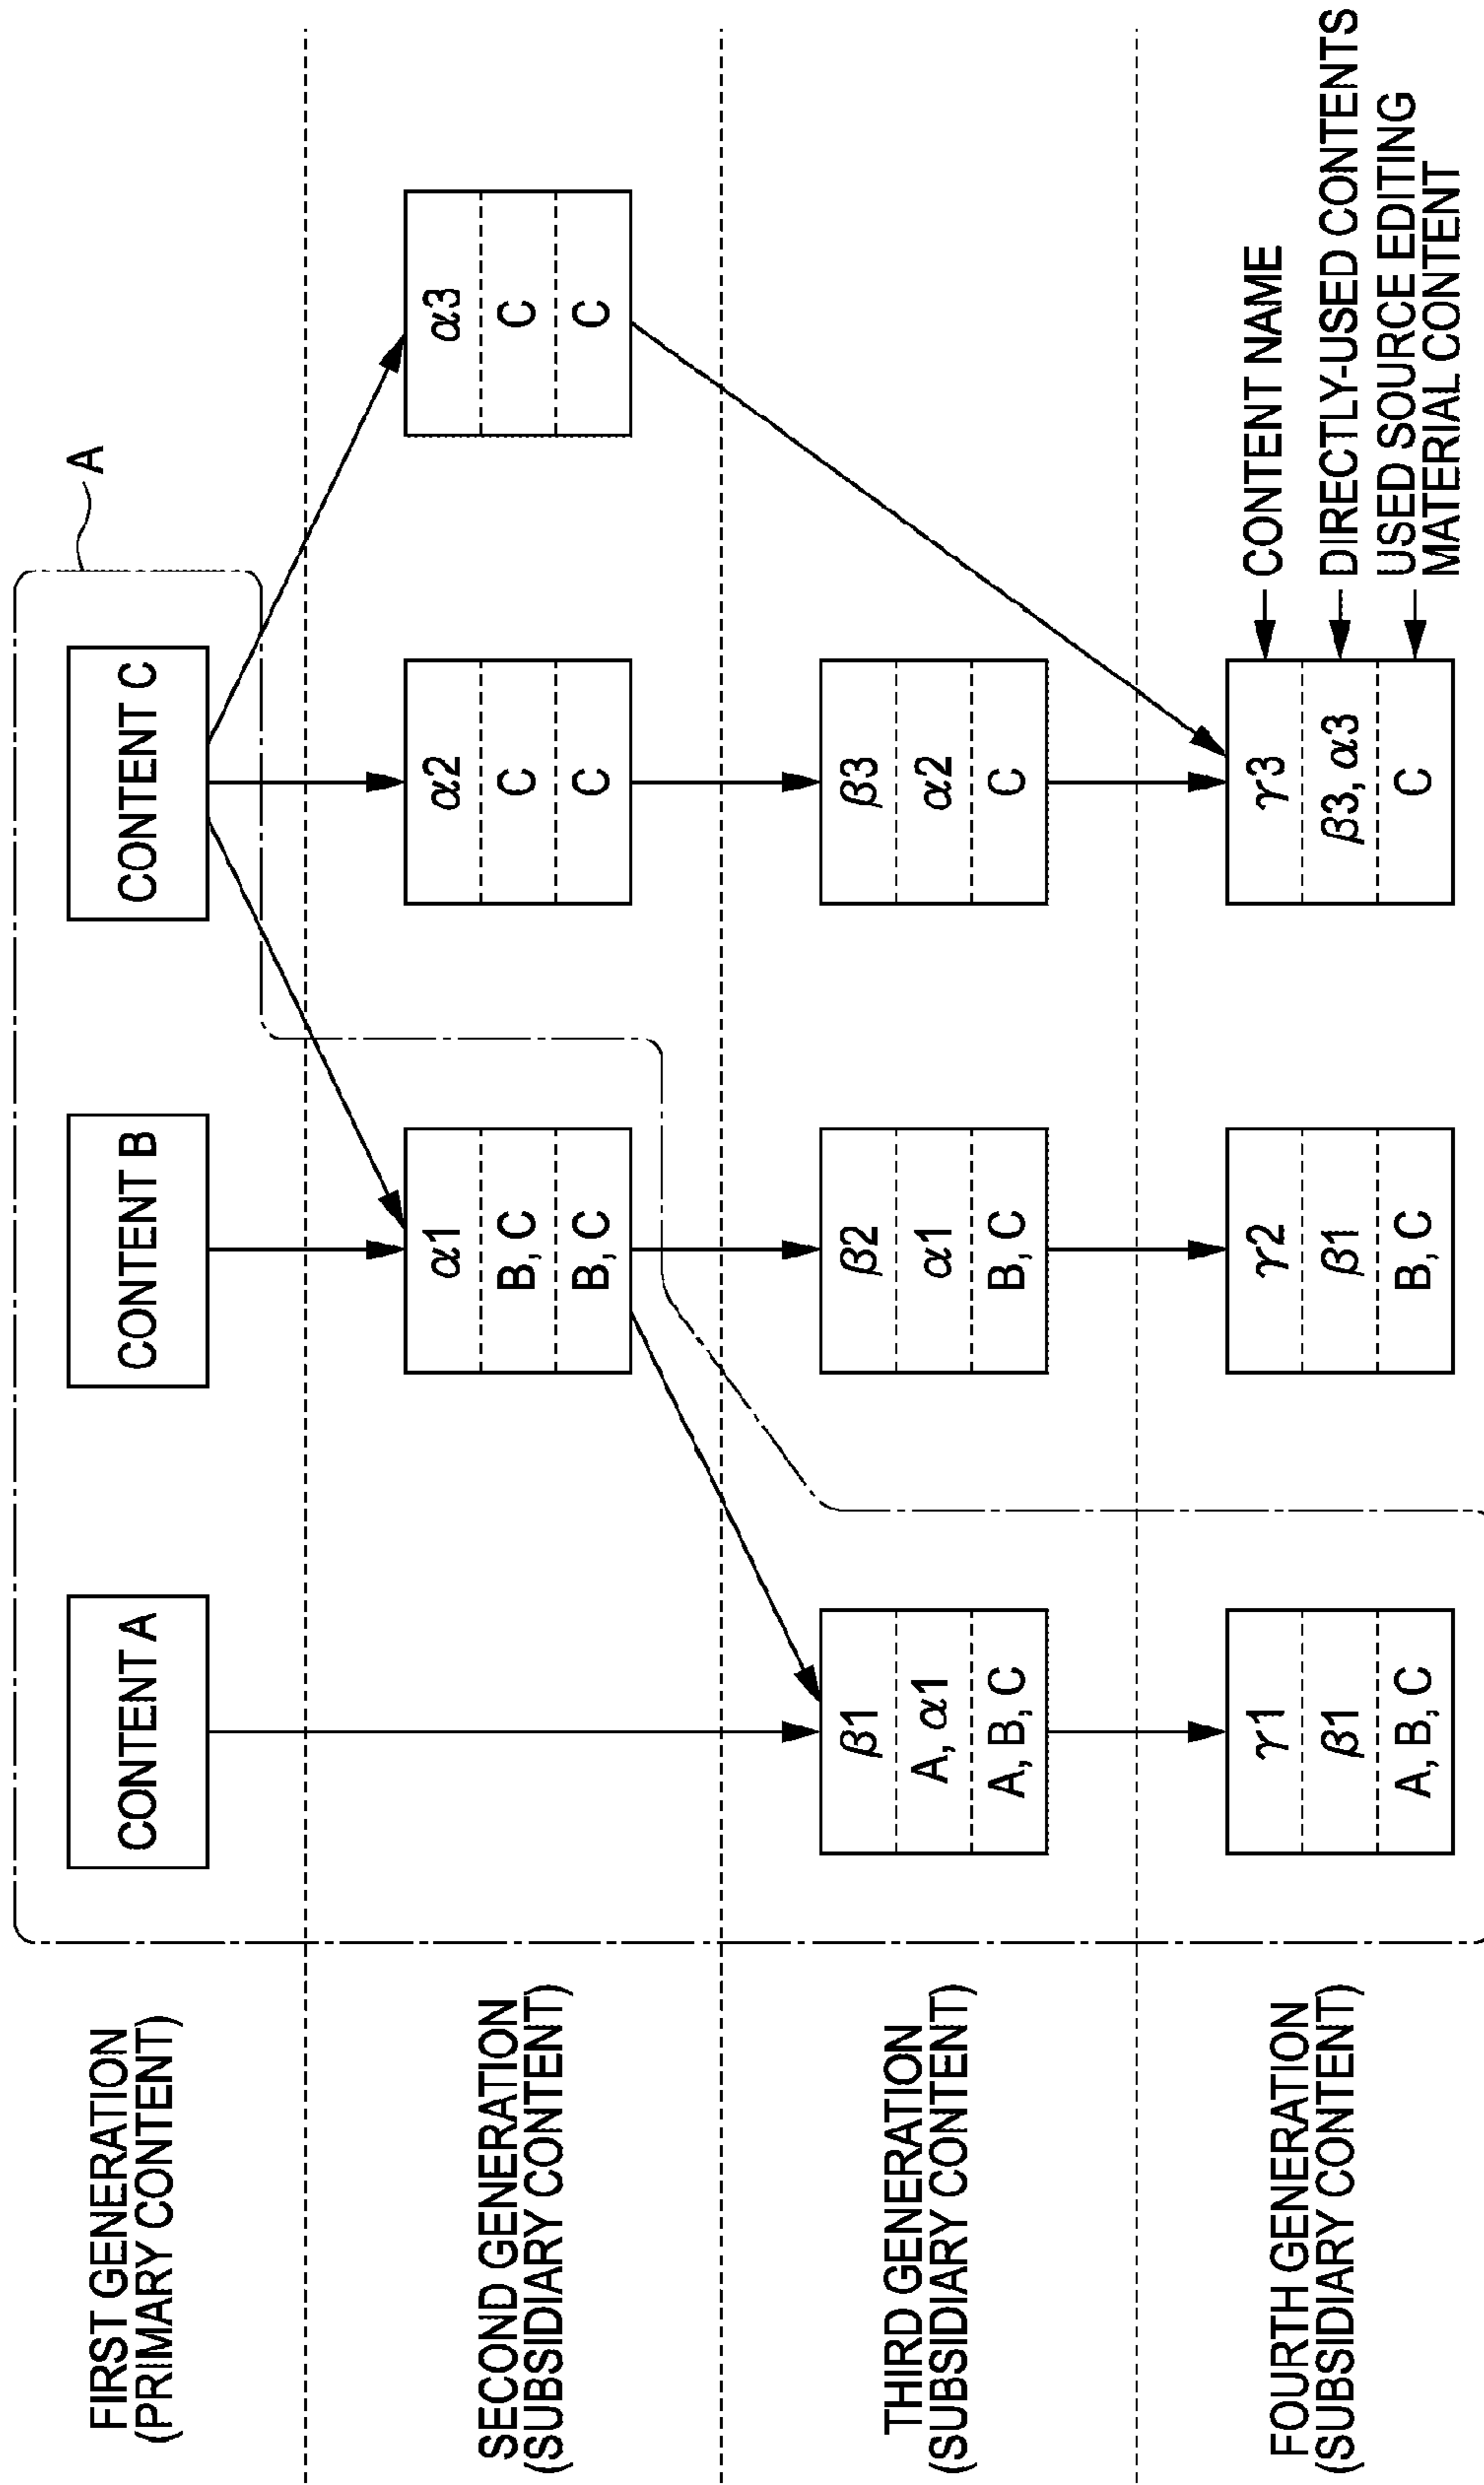 FIRST GENERATION
(PRIMARY CONTENT)
CONTENT A
CONTENT B
CONTENT C
A
SECOND GENERATION
(SUBSIDIARY CONTENT)
α1
B, C
B, C
α2
C
C
α3
C
C
THIRD GENERATION
(SUBSIDIARY CONTENT)
β1
A, α1
A, B, C
β2
α1
B, C
β3
α2
C
FOURTH GENERATION
(SUBSIDIARY CONTENT)
γ1
β1
A, B, C
γ2
β1
B, C
γ3
β3, α3
C
CONTENT NAME
DIRECTLY-USED CONTENTS
USED SOURCE EDITING
MATERIAL CONTENT